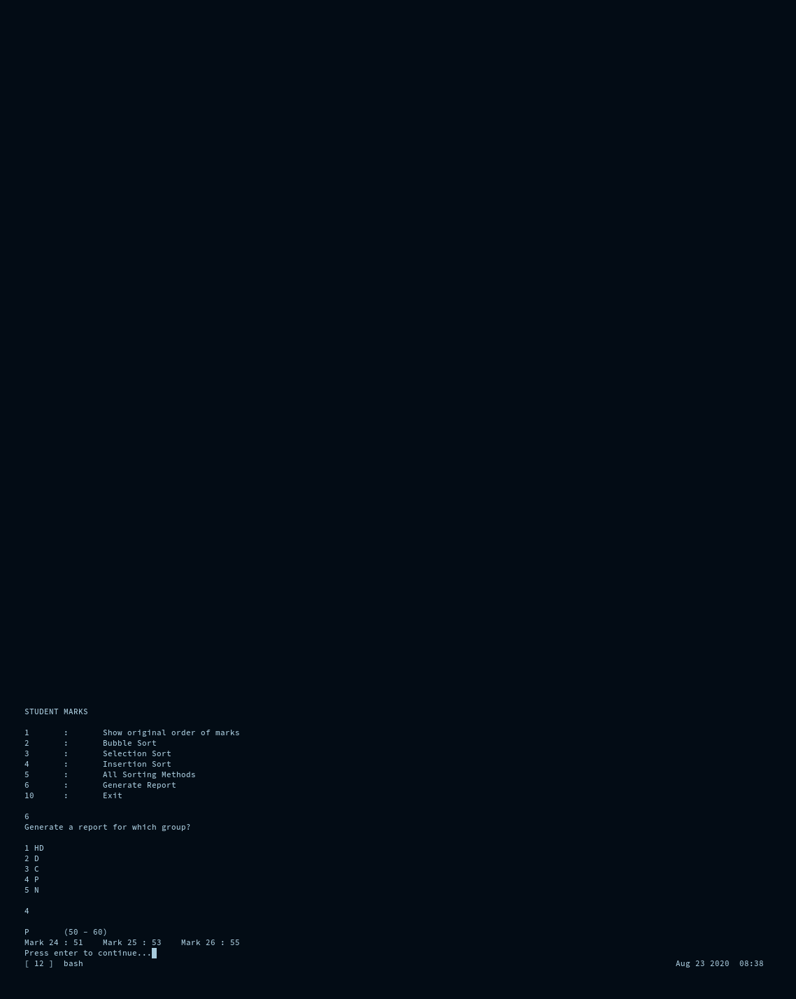 STUDENT MARKS
1 : Show original order of marks
2 : Bubble Sort
3 : Selection Sort
4 : Insertion Sort
5 : All Sorting Methods
6 : Generate Report
10 : Exit
6
Generate a report for which group?
1 HD
2 D
3 C
4 P
5 N
4
P (50 – 60)
Mark 24 : 51 Mark 25 : 53 Mark 26 : 55
Press enter to continue...
[ 12 ] bash Aug 23 2020 08:38